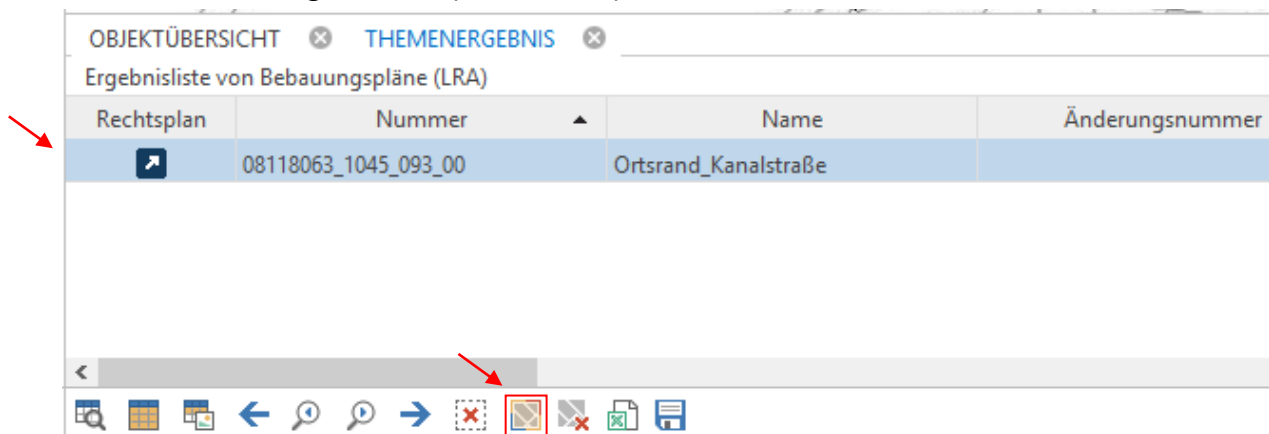 OBJEKTÜBERSICHT THEMENERGEBNIS
Ergebnisliste von Bebauungspläne (LRA)
Rechtsplan Nummer Name Änderungsnummer
08118063_1045_093_00 Ortsrand_Kanalstraße